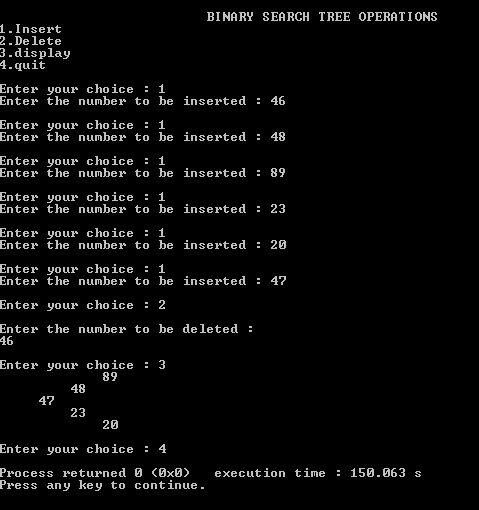 BINARY SEARCH TREE OPERATIONS
1.Insert
2.Delete
3.display
4.quit
Enter your choice : 1
Enter the number to be inserted : 46
Enter your choice : 1
Enter the number to be inserted : 48
Enter your choice : 1
Enter the number to be inserted : 89
Enter your choice : 1
Enter the number to be inserted : 23
Enter your choice : 1
Enter the number to be inserted : 20
Enter your choice : 1
Enter the number to be inserted : 47
Enter your choice : 2
Enter the number to be deleted :
46
Enter your choice : 3
89
48
47
23
20
Enter your choice : 4
Process returned 0 (0x0)   execution time : 150.063 s
Press any key to continue.